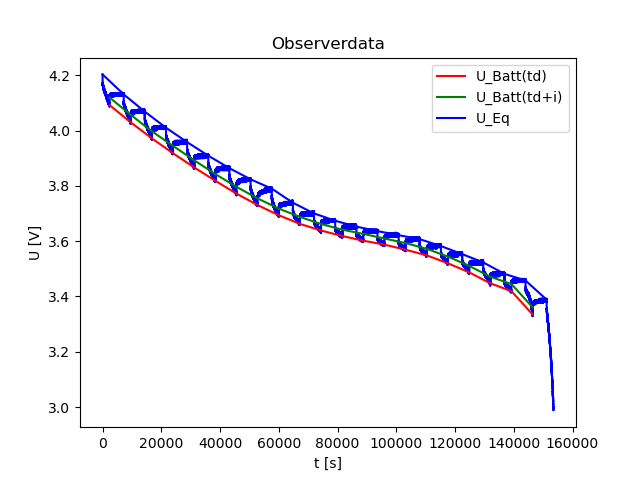 Observerdata
U_Batt(td)
U_Batt(td+i)
U_Eq
4.2
4.0
3.8
3.6
3.4
3.2
3.0
U [V]
0 20000 40000 60000 80000 100000 120000 140000 160000
t [s]